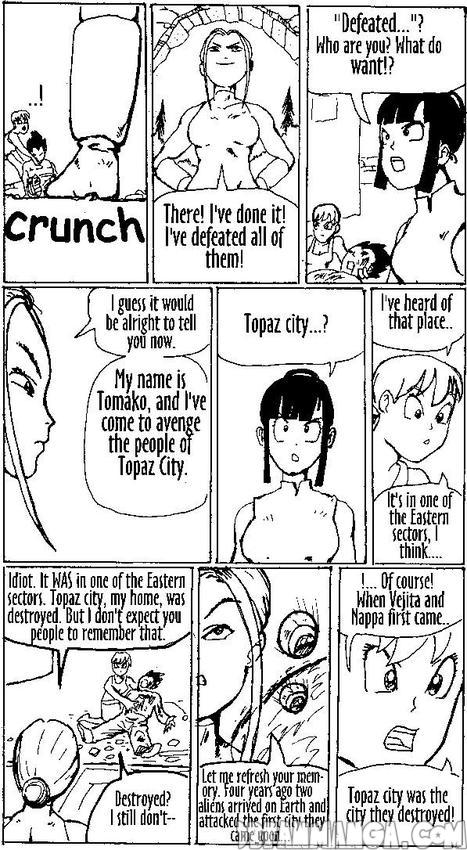 ...!
crunch
There! I've done it!
I've defeated all of
them!
"Defeated..."?
Who are you? What do
want!?
I guess it would
be alright to tell
you now.
My name is
Tomako, and I've
come to avenge
the people of
Topaz City.
Topaz city...?
I've heard of
that place..
It's in one of
the Eastern
sectors, I
think....
Idiot. It WAS in one of the Eastern
sectors. Topaz city, my home, was
destroyed. But I don't expect you
people to remember that.
Destroyed?
I still don't--
Let me refresh your mem-
ory. Four years ago two
aliens arrived on Earth and
attacked the first city they
came upon...
!... Of course!
When Vejita and
Nappa first came...
Topaz city was the
city they destroyed!
MANGA.COM